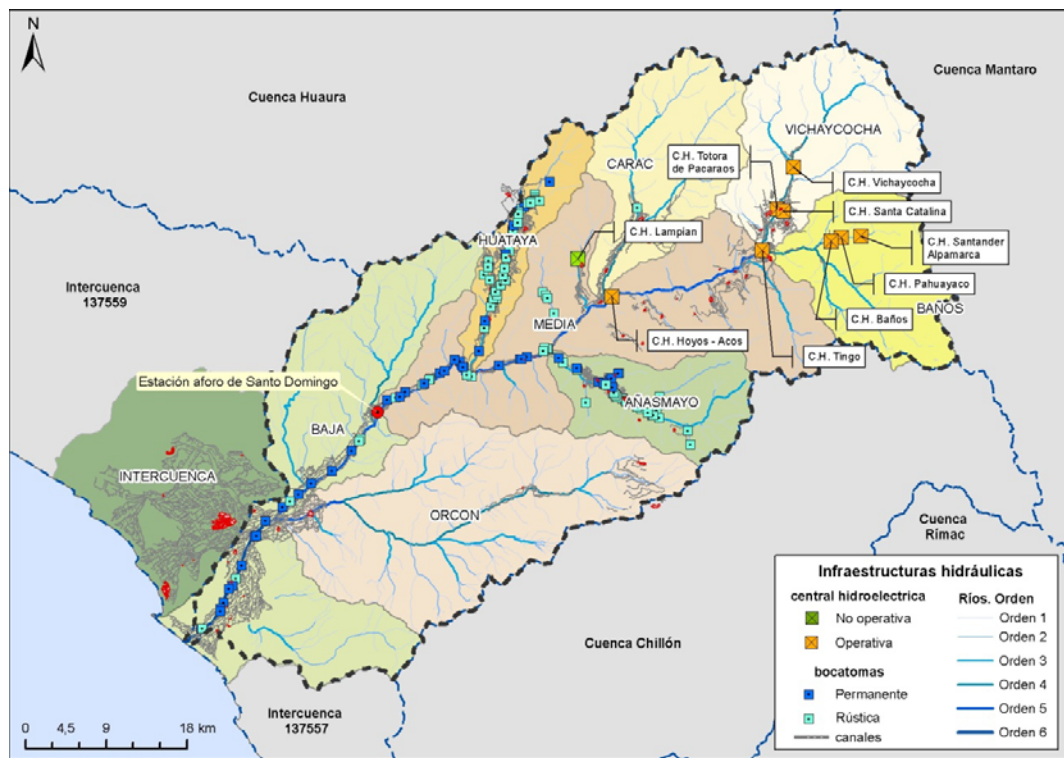 N
Cuenca Huaura
Cuenca Mantaro
VICHAYCOCHA
C.H. Totora
de Pacaraos
CARAC
C.H. Vichaycocha
C.H. Santa Catalina
C.H. Lampian
HUATAYA
C.H. Santander
Alpamarca
C.H. Pahuayaco
Intercuenca
137559
BAÑOS
C.H. Baños
MEDIA
C.H. Hoyos - Acos
C.H. Tingo
Estación aforo de Santo Domingo
AÑASMAYO
BAJA
INTERCUENCA
ORCON
Cuenca
Rímac
Cuenca Chillón
Intercuenca
137557
0 4,5 9 18 km
Infraestructuras hidráulicas
central hidroelectrica
No operativa
Operativa
bocatomas
Permanente
Rústica
canales
Ríos. Orden
Orden 1
Orden 2
Orden 3
Orden 4
Orden 5
Orden 6